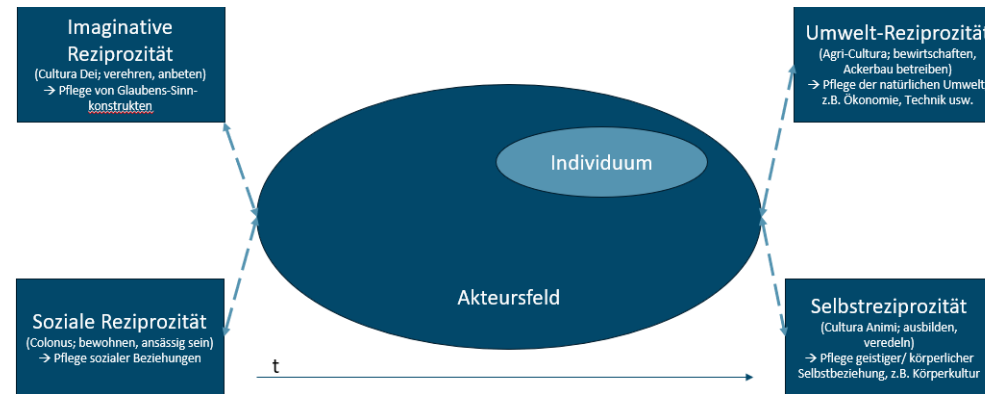 Imaginative
Reziprozität
(Cultura Dei; verehren, anbeten)
→ Pflege von Glaubens-Sinn-
konstrukten
Umwelt-Reziprozität
(Agri-Cultura; bewirtschaften,
Ackerbau betreiben)
→ Pflege der natürlichen Umwelt
z.B. Ökonomie, Technik usw.
Individuum
Akteursfeld
Soziale Reziprozität
(Colonus; bewohnen, ansässig sein)
→ Pflege sozialer Beziehungen
Selbstreziprozität
(Cultura Animi; ausbilden,
veredeln)
→ Pflege geistiger/ körperlicher
Selbstbeziehung, z.B. Körperkultur
t